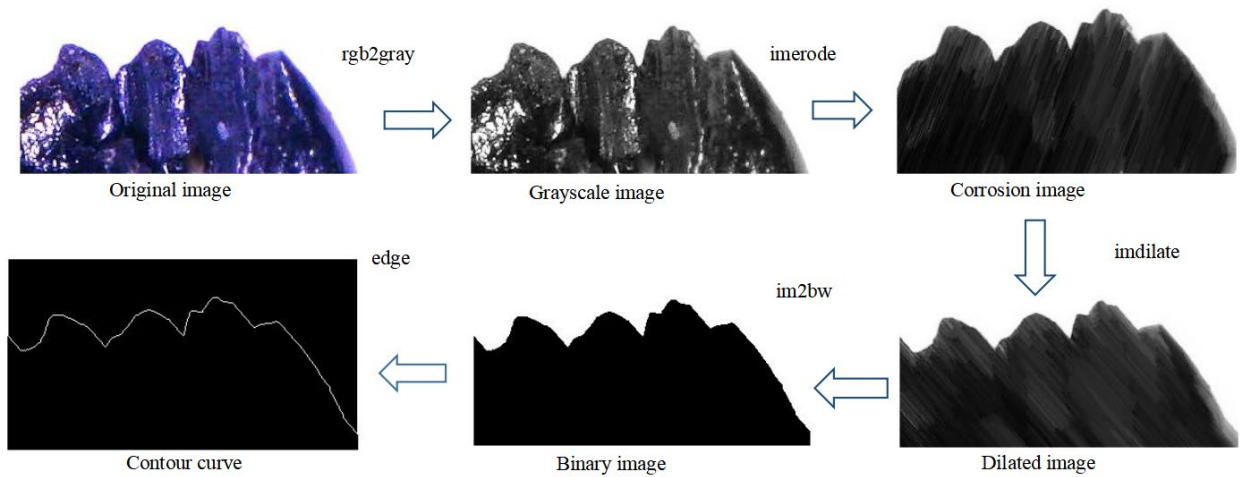 rgb2gray
imerode
Original image
Grayscale image
Corrosion image
imdilate
edge
im2bw
Contour curve
Binary image
Dilated image